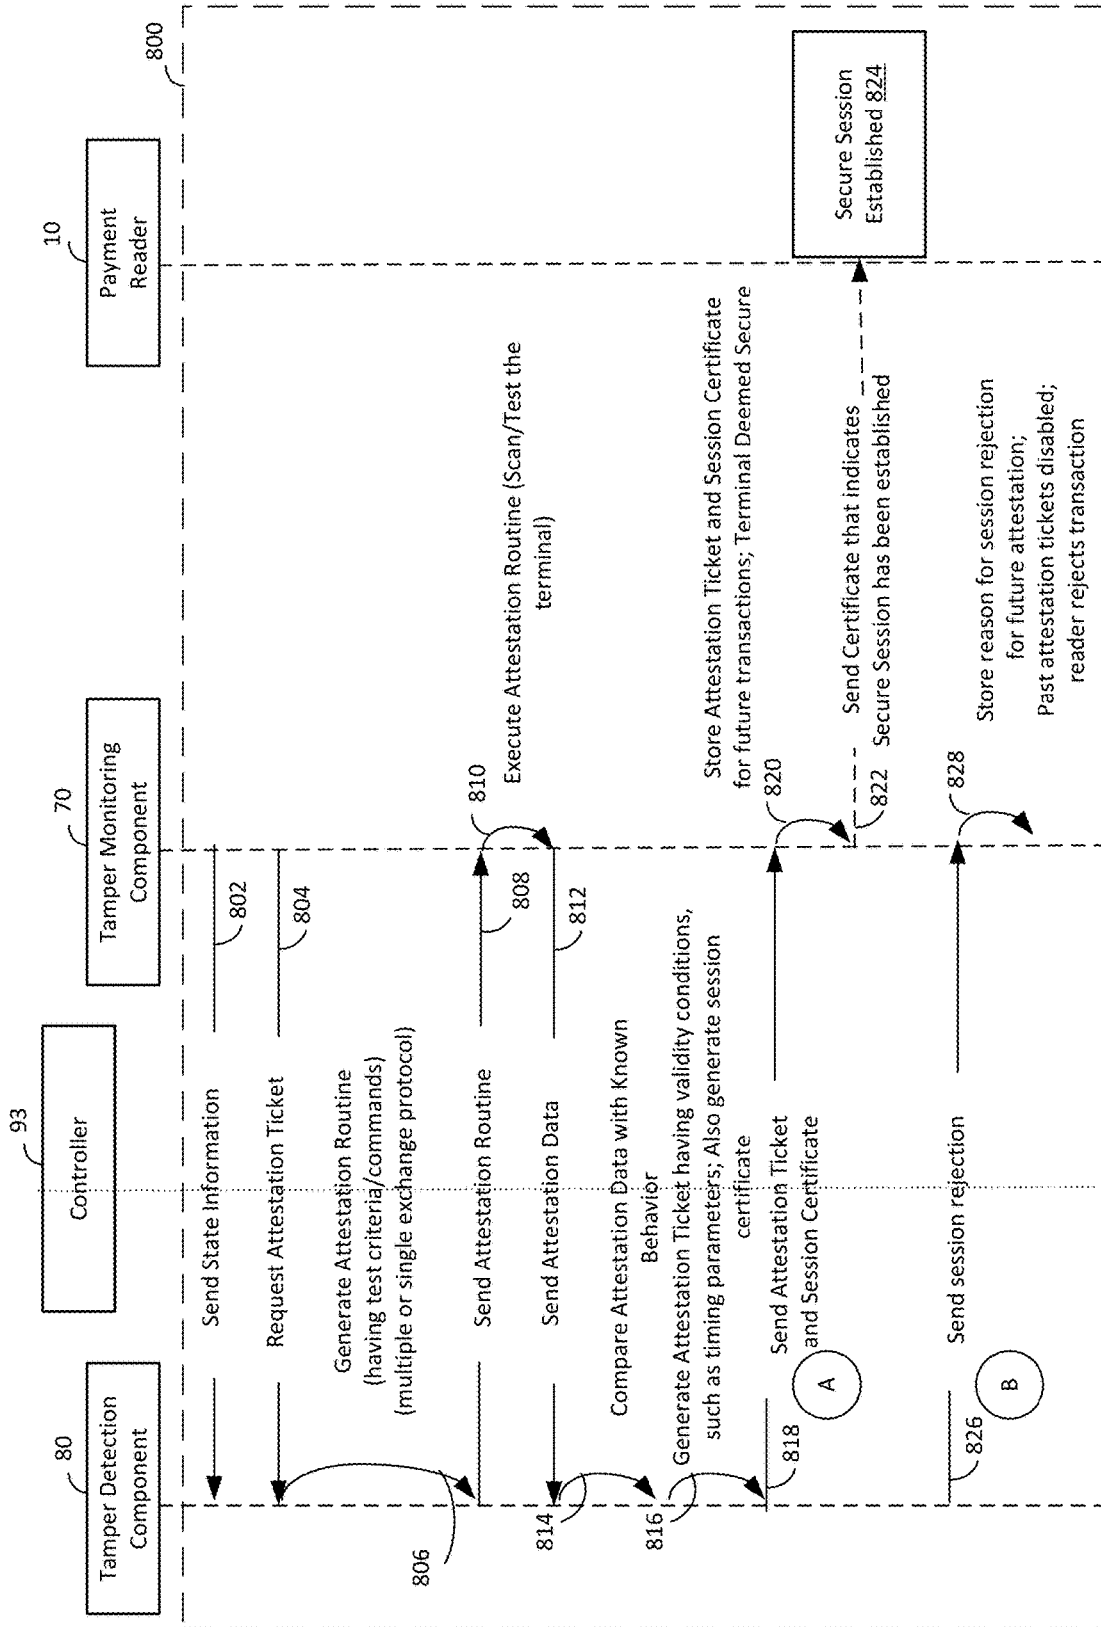 800
93
80
Tamper Detection
Component
Controller
70
Tamper Monitoring
Component
10
Payment
Reader
Send State Information
802
Request Attestation Ticket
804
Generate Attestation Routine
(having test criteria/commands)
(multiple or single exchange protocol)
806
Send Attestation Routine
808
810
Execute Attestation Routine (Scan/Test the
terminal)
Send Attestation Data
812
814
Compare Attestation Data with Known
Behavior
816
Generate Attestation Ticket having validity conditions,
such as timing parameters; Also generate session
certificate
818
A
Send Attestation Ticket
and Session Certificate
820
Store Attestation Ticket and Session Certificate
for future transactions; Terminal Deemed Secure
822
Send Certificate that indicates
Secure Session has been established
Secure Session
Established 824
826
B
Send session rejection
828
Store reason for session rejection
for future attestation;
Past attestation tickets disabled;
reader rejects transaction